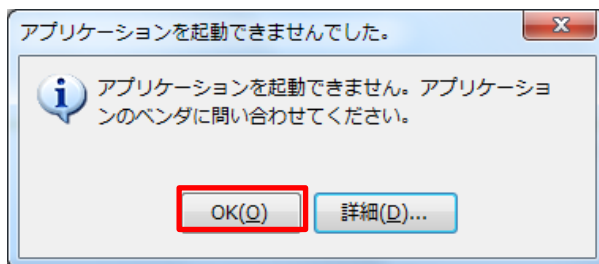 アプリケーションを起動できませんでした。
アプリケーションを起動できません。アプリケーショ
ンのベンダに問い合わせてください。
OK(O) 詳細(D)...